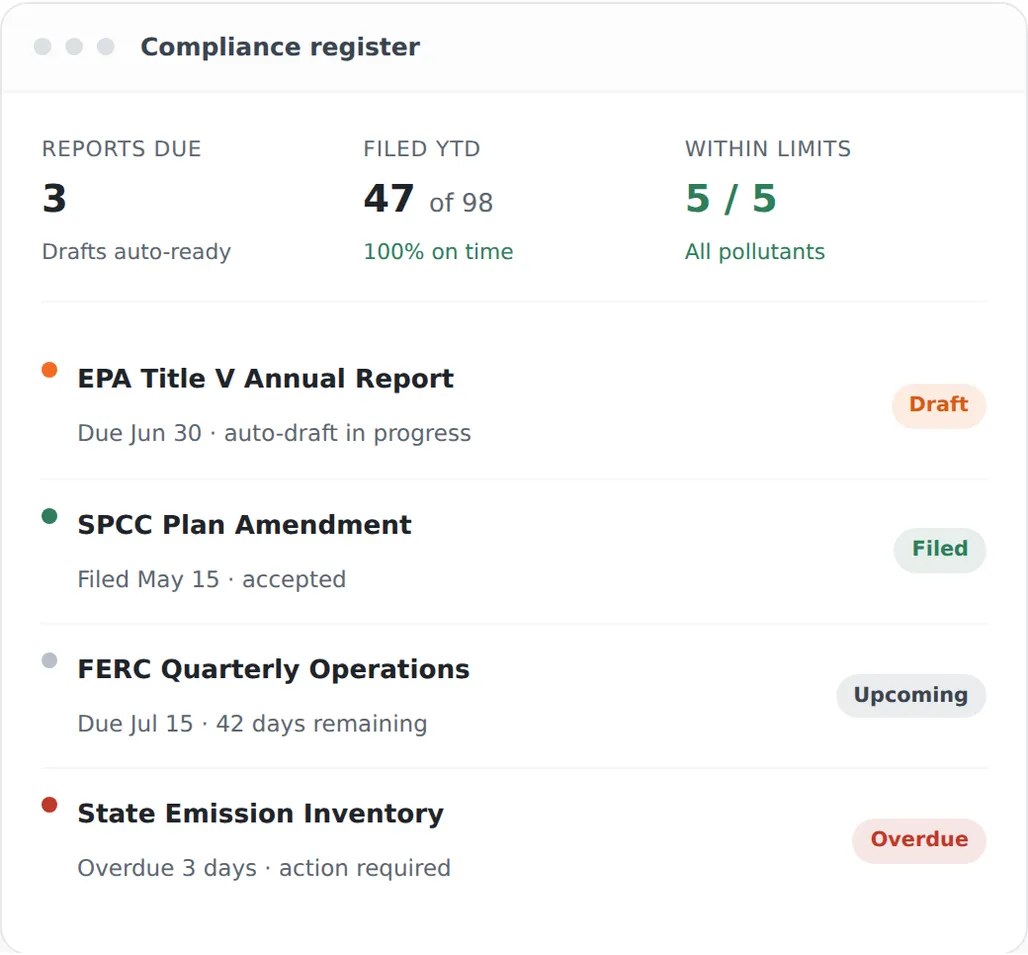 Compliance register
REPORTS DUE
3
Drafts auto-ready
FILED YTD
47 of 98
100% on time
WITHIN LIMITS
5 / 5
All pollutants
EPA Title V Annual Report
Due Jun 30 · auto-draft in progress
Draft
SPCC Plan Amendment
Filed May 15 · accepted
Filed
FERC Quarterly Operations
Due Jul 15 · 42 days remaining
Upcoming
State Emission Inventory
Overdue 3 days · action required
Overdue